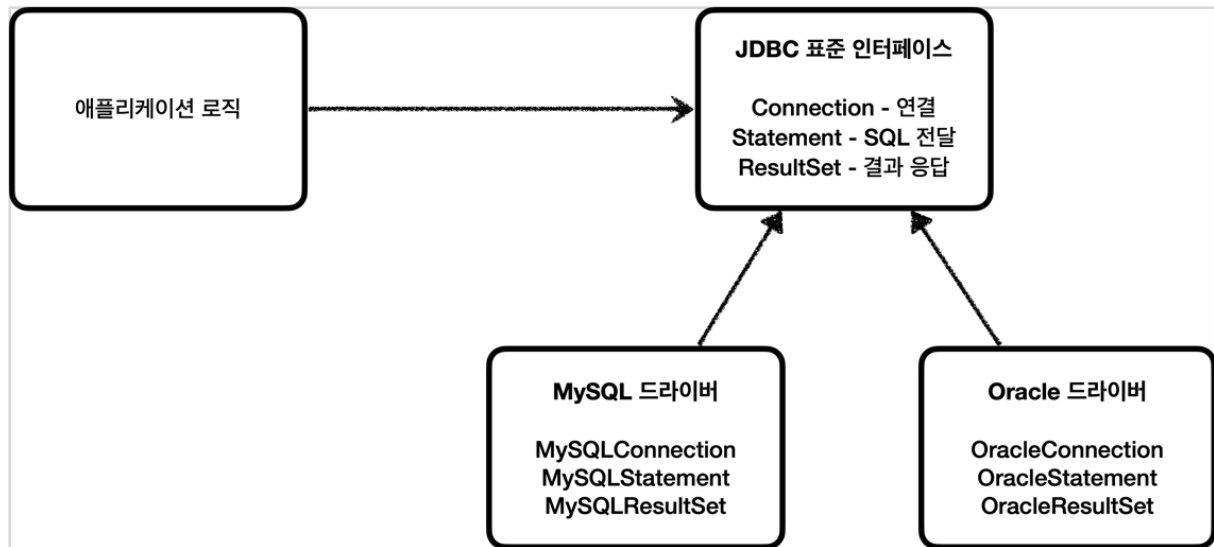 애플리케이션 로직
JDBC 표준 인터페이스
Connection - 연결
Statement - SQL 전달
ResultSet - 결과 응답
MySQL 드라이버
MySQLConnection
MySQLStatement
MySQLResultSet
Oracle 드라이버
OracleConnection
OracleStatement
OracleResultSet